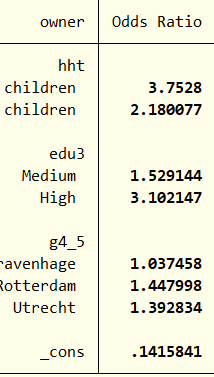 owner Odds Ratio
hht
children 3.7528
children 2.180077
edu3
Medium 1.529144
High 3.102147
g4_5
ravenhage 1.037458
Rotterdam 1.447998
Utrecht 1.392834
_cons .1415841